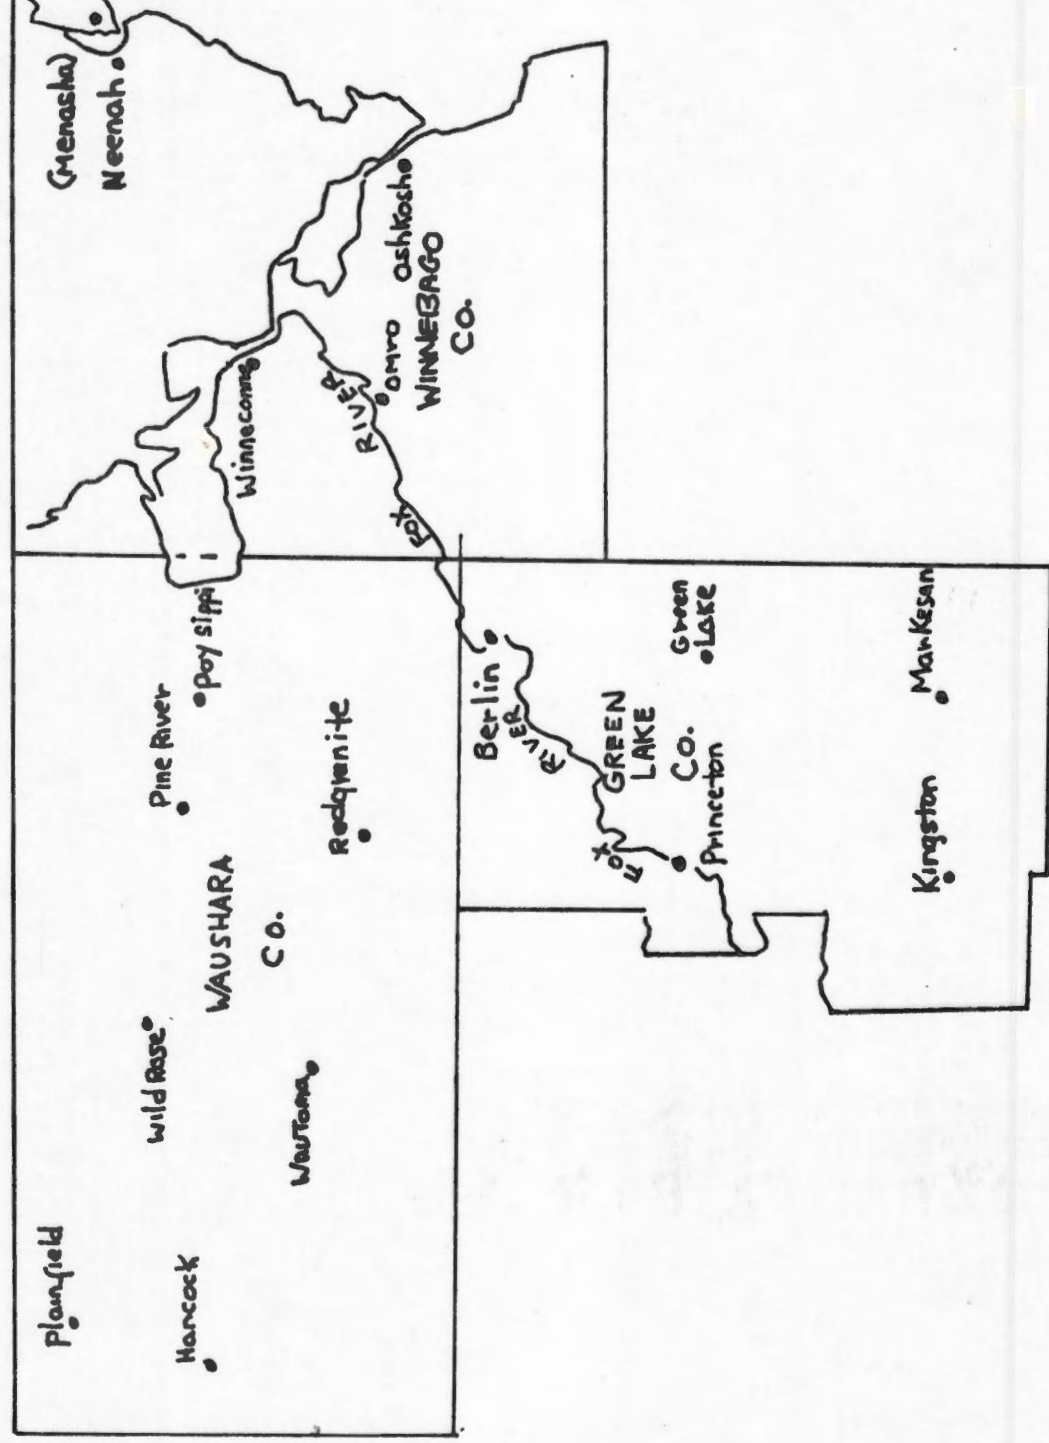 Plainfield
Hancock
Wild Rose
Wautoma
WAUSHARA
CO.
Pine River
Poy Sippi
Redgranite
(Menasha)
Neenah
Winneconne
RIVER
Fox
omro
oshkosh
WINNEBAGO
CO.
Berlin
RIVER
Fox
GREEN
LAKE
CO.
Princeton
Green
Lake
Kingston
Markesan